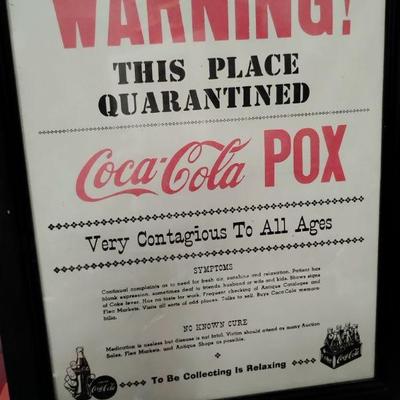 WARNING!
THIS PLACE
QUARANTINED
Coca-Cola POX
Very Contagious To All Ages
SYMPTOMS
Continual complaints as to need for fresh air, sunshine and relaxation. Patient has
blank expression, sometimes deaf to friends, husband or wife and kids. Shows signs
of Coke fever. Has no taste for work. Frequent checking of Antique Catalogues and
Flea Markets. Visits all sorts of odd places. Talks to self. Buys Coca-Cola memora-
bilia.
NO KNOWN CURE
Medication is useless but disease is not fatal. Victim should attend as many Auction
Sales, Flea Markets, and Antique Shops as possible.
To Be Collecting Is Relaxing